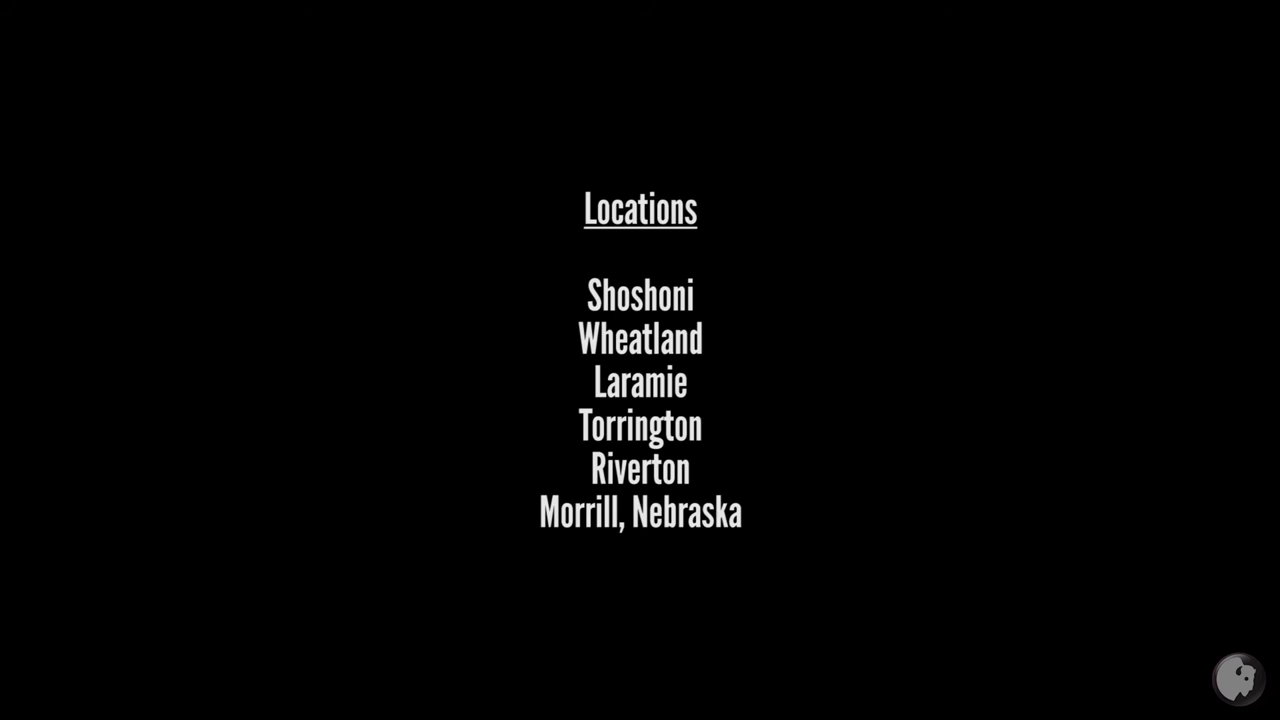 Locations
Shoshoni
Wheatland
Laramie
Torrington
Riverton
Morrill, Nebraska